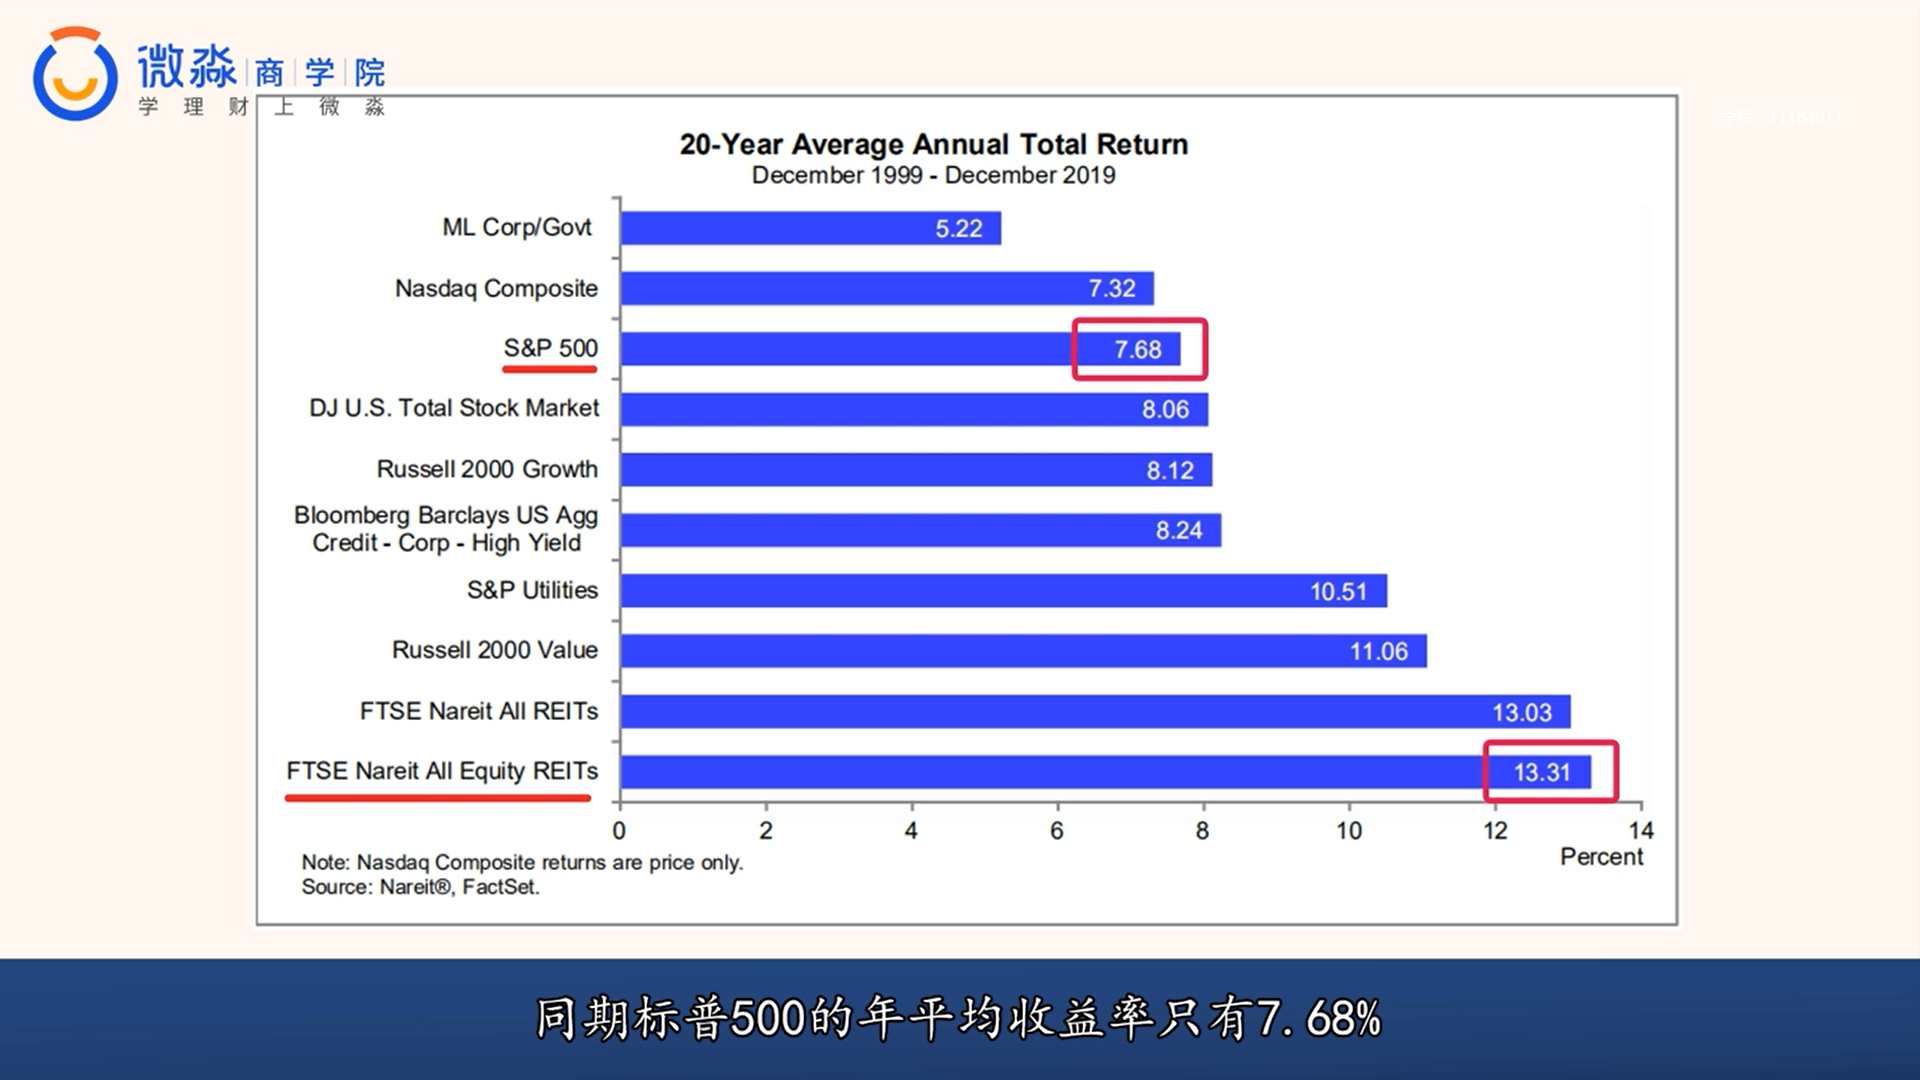 微淼 商 学 院
学 理 财 上 微 淼
学号: 11184911
20-Year Average Annual Total Return
December 1999 - December 2019
ML Corp/Govt 5.22
Nasdaq Composite 7.32
S&P 500 7.68
DJ U.S. Total Stock Market 8.06
Russell 2000 Growth 8.12
Bloomberg Barclays US Agg
Credit - Corp - High Yield 8.24
S&P Utilities 10.51
Russell 2000 Value 11.06
FTSE Nareit All REITs 13.03
FTSE Nareit All Equity REITs 13.31
0 2 4 6 8 10 12 14
Percent
Note: Nasdaq Composite returns are price only.
Source: Nareit®, FactSet.
同期标普500的年平均收益率只有7.68%